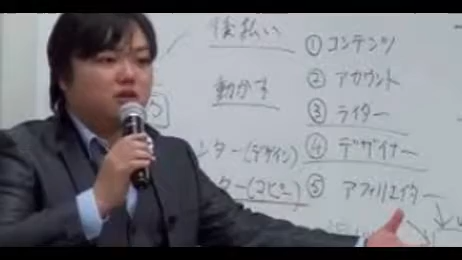 後払い
①コンテンツ
②アカウント
動かす
③ライター
ンター(デザイン)
④デザイナー
ター(コピー)
⑤アフィリエイター